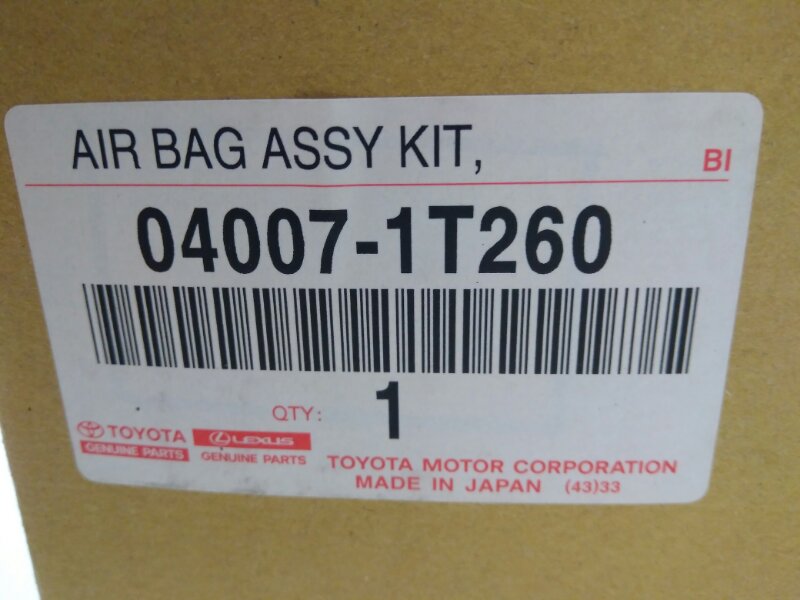 AIR BAG ASSY KIT,
BI
04007-1T260
QTY: 1
TOYOTA
GENUINE PARTS
LEXUS
GENUINE PARTS
TOYOTA MOTOR CORPORATION
MADE IN JAPAN (43)33